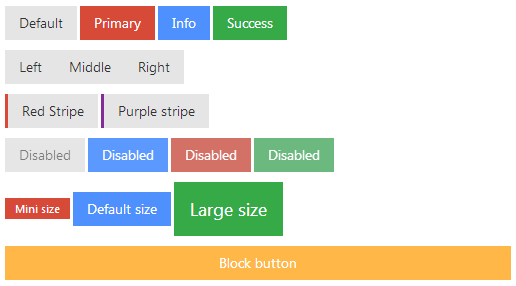 Default Primary Info Success
Left Middle Right
Red Stripe Purple stripe
Disabled Disabled Disabled Disabled
Mini size Default size Large size
Block button